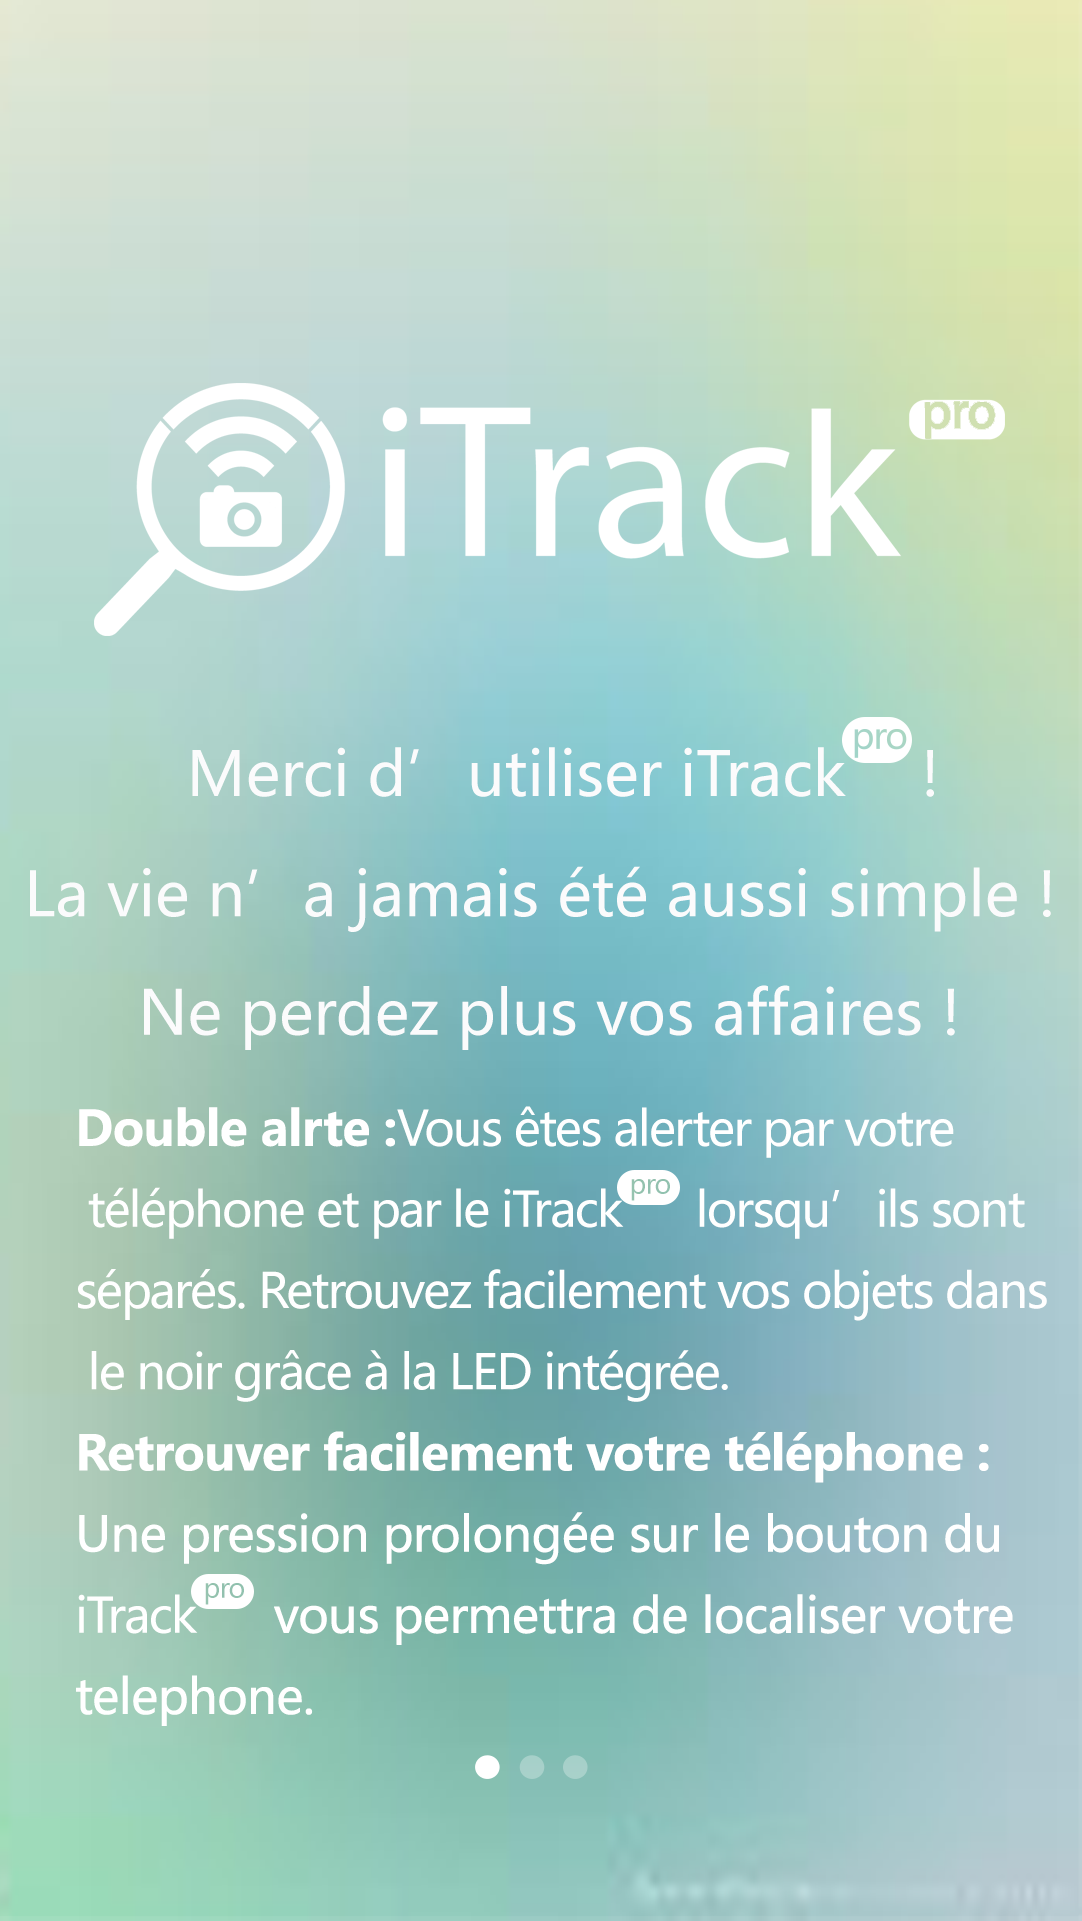 iTrack pro
Merci d’ utiliser iTrack pro !
La vie n’ a jamais été aussi simple !
Ne perdez plus vos affaires !
Double alrte :Vous êtes alerter par votre
téléphone et par le iTrack pro lorsqu’ ils sont
séparés. Retrouvez facilement vos objets dans
le noir grâce à la LED intégrée.
Retrouver facilement votre téléphone :
Une pression prolongée sur le bouton du
iTrack pro vous permettra de localiser votre
telephone.